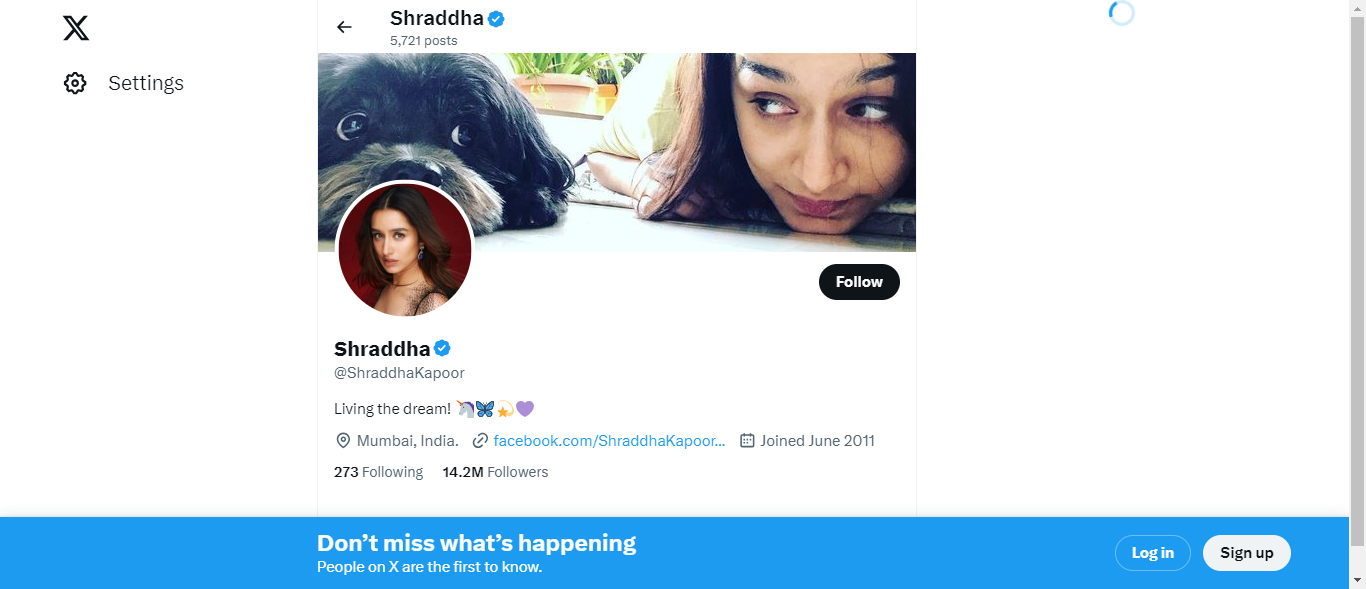 Shraddha
5,721 posts
Settings
Follow
Shraddha
@ShraddhaKapoor
Living the dream! 🦄🦋💫💜
Mumbai, India. facebook.com/ShraddhaKapoor... Joined June 2011
273 Following 14.2M Followers
Don’t miss what’s happening
People on X are the first to know.
Log in
Sign up